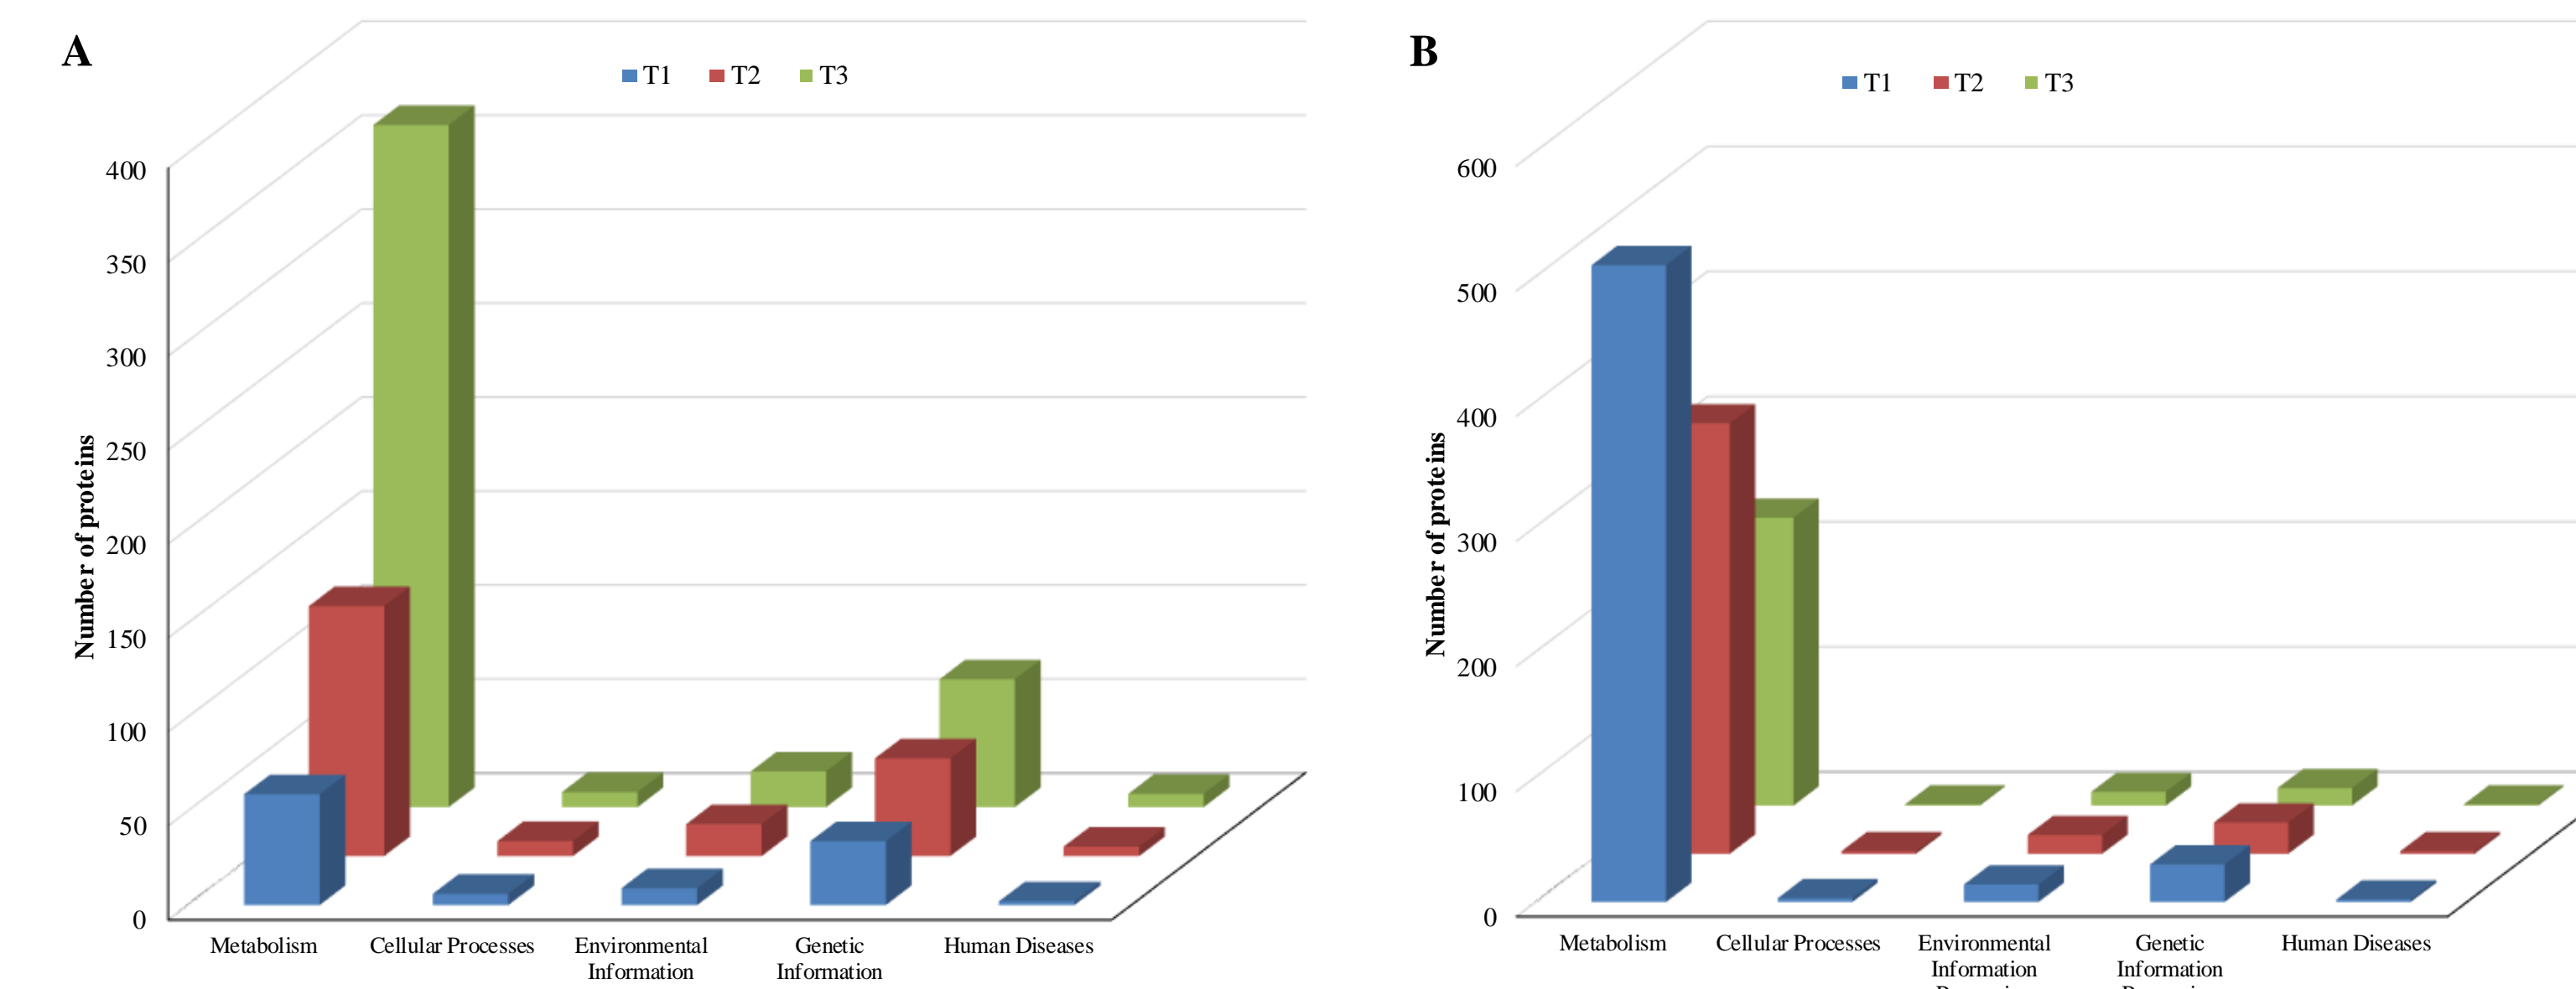 A
T1 T2 T3
400
350
300
250
200
150
100
50
0
Number of proteins
Metabolism
Cellular Processes
Environmental
Information
Genetic
Information
Human Diseases
B
T1 T2 T3
600
500
400
300
200
100
0
Number of proteins
Metabolism
Cellular Processes
Environmental
Information
Genetic
Information
Human Diseases